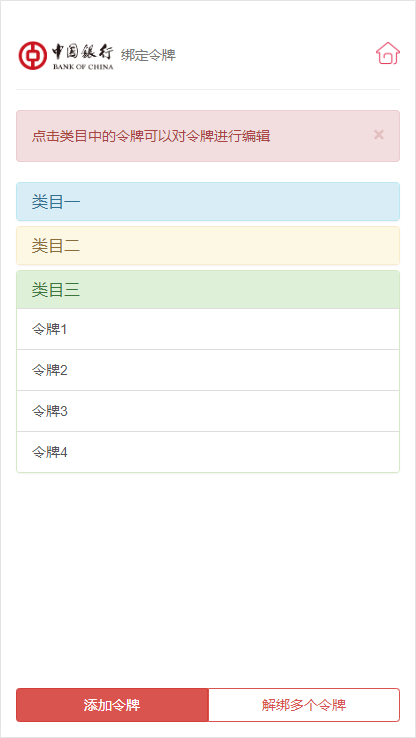 中国银行 绑定令牌
BANK OF CHINA
点击类目中的令牌可以对令牌进行编辑 ×
类目一
类目二
类目三
令牌1
令牌2
令牌3
令牌4
添加令牌 解绑多个令牌